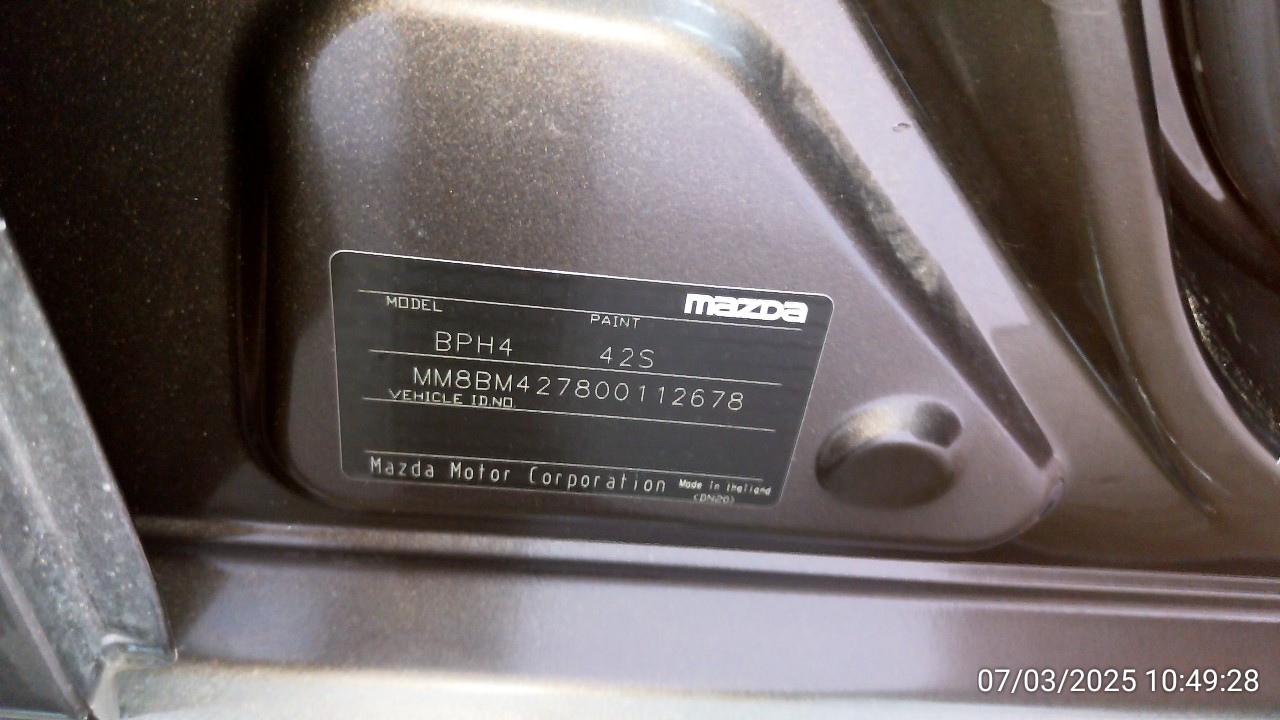 mazda
MODEL PAINT
BPH4 42S
MM8BM427800112678
VEHICLE ID.NO.
Mazda Motor Corporation Made in thailand
(DN20)
07/03/2025 10:49:28